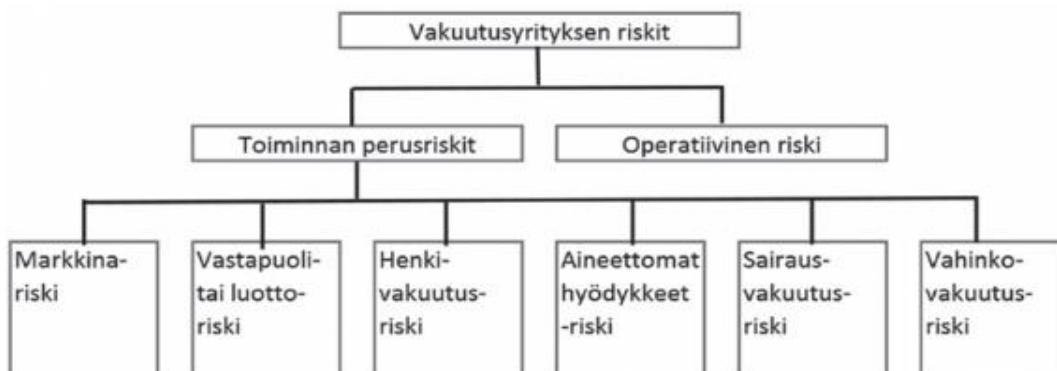 Vakuutusyrityksen riskit
Toiminnan perusriskit
Operatiivinen riski
Markkina-
riski
Vastapuoli-
tai luotto-
riski
Henki-
vakuutus-
riski
Aineettomat
hyödykkeet
-riski
Sairaus-
vakuutus-
riski
Vahinko-
vakuutus-
riski